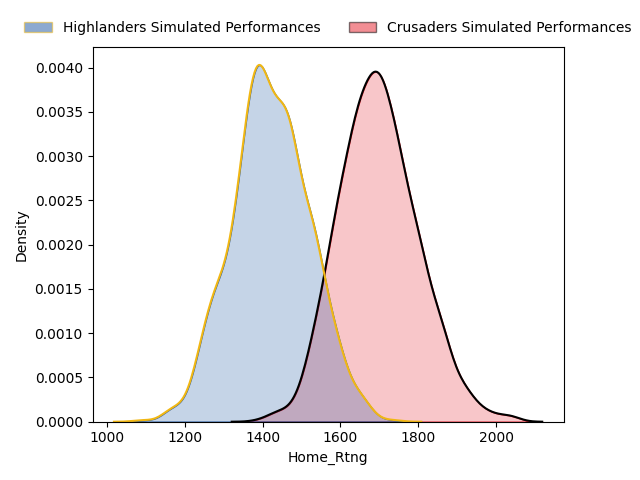 Highlanders Simulated Performances
Crusaders Simulated Performances
0.0040
0.0035
0.0030
0.0025
0.0020
0.0015
0.0010
0.0005
0.0000
Density
1000 1200 1400 1600 1800 2000
Home_Rtng